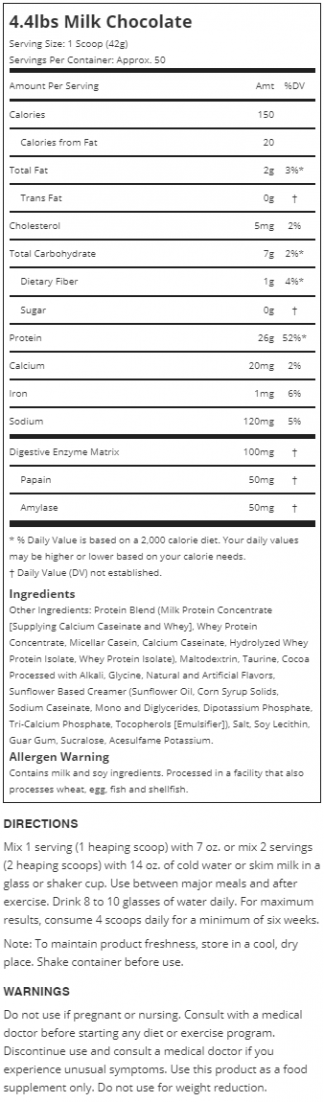 4.4lbs Milk Chocolate
Serving Size: 1 Scoop (42g)
Servings Per Container: Approx. 50
Amount Per Serving Amt %DV
Calories 150
Calories from Fat 20
Total Fat 2g 3%*
Trans Fat 0g †
Cholesterol 5mg 2%
Total Carbohydrate 7g 2%*
Dietary Fiber 1g 4%*
Sugar 0g †
Protein 26g 52%*
Calcium 20mg 2%
Iron 1mg 6%
Sodium 120mg 5%
Digestive Enzyme Matrix 100mg †
Papain 50mg †
Amylase 50mg †
* % Daily Value is based on a 2,000 calorie diet. Your daily values
may be higher or lower based on your calorie needs.
† Daily Value (DV) not established.
Ingredients
Other Ingredients: Protein Blend (Milk Protein Concentrate
[Supplying Calcium Caseinate and Whey], Whey Protein
Concentrate, Micellar Casein, Calcium Caseinate, Hydrolyzed Whey
Protein Isolate, Whey Protein Isolate), Maltodextrin, Taurine, Cocoa
Processed with Alkali, Glycine, Natural and Artificial Flavors,
Sunflower Based Creamer (Sunflower Oil, Corn Syrup Solids,
Sodium Caseinate, Mono and Diglycerides, Dipotassium Phosphate,
Tri-Calcium Phosphate, Tocopherols [Emulsifier]), Salt, Soy Lecithin,
Guar Gum, Sucralose, Acesulfame Potassium.
Allergen Warning
Contains milk and soy ingredients. Processed in a facility that also
processes wheat, egg, fish and shellfish.
DIRECTIONS
Mix 1 serving (1 heaping scoop) with 7 oz. or mix 2 servings
(2 heaping scoops) with 14 oz. of cold water or skim milk in a
glass or shaker cup. Use between major meals and after
exercise. Drink 8 to 10 glasses of water daily. For maximum
results, consume 4 scoops daily for a minimum of six weeks.
Note: To maintain product freshness, store in a cool, dry
place. Shake container before use.
WARNINGS
Do not use if pregnant or nursing. Consult with a medical
doctor before starting any diet or exercise program.
Discontinue use and consult a medical doctor if you
experience unusual symptoms. Use this product as a food
supplement only. Do not use for weight reduction.